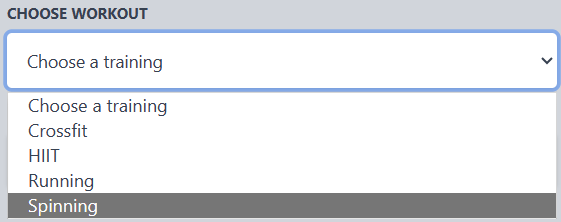 CHOOSE WORKOUT
Choose a training
Choose a training
Crossfit
HIIT
Running
Spinning